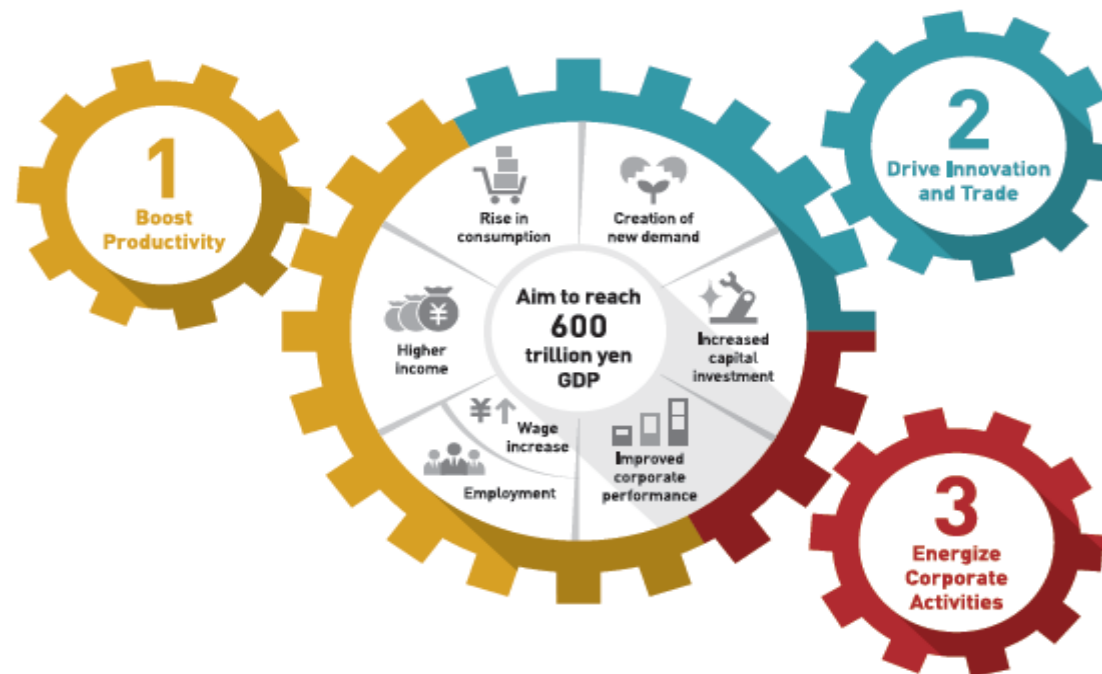 1
Boost
Productivity
2
Drive Innovation
and Trade
Rise in
consumption
Creation of
new demand
Aim to reach
600
trillion yen
GDP
Higher
income
¥
Increased
capital
investment
¥
Wage
increase
Employment
Improved
corporate
performance
3
Energize
Corporate
Activities